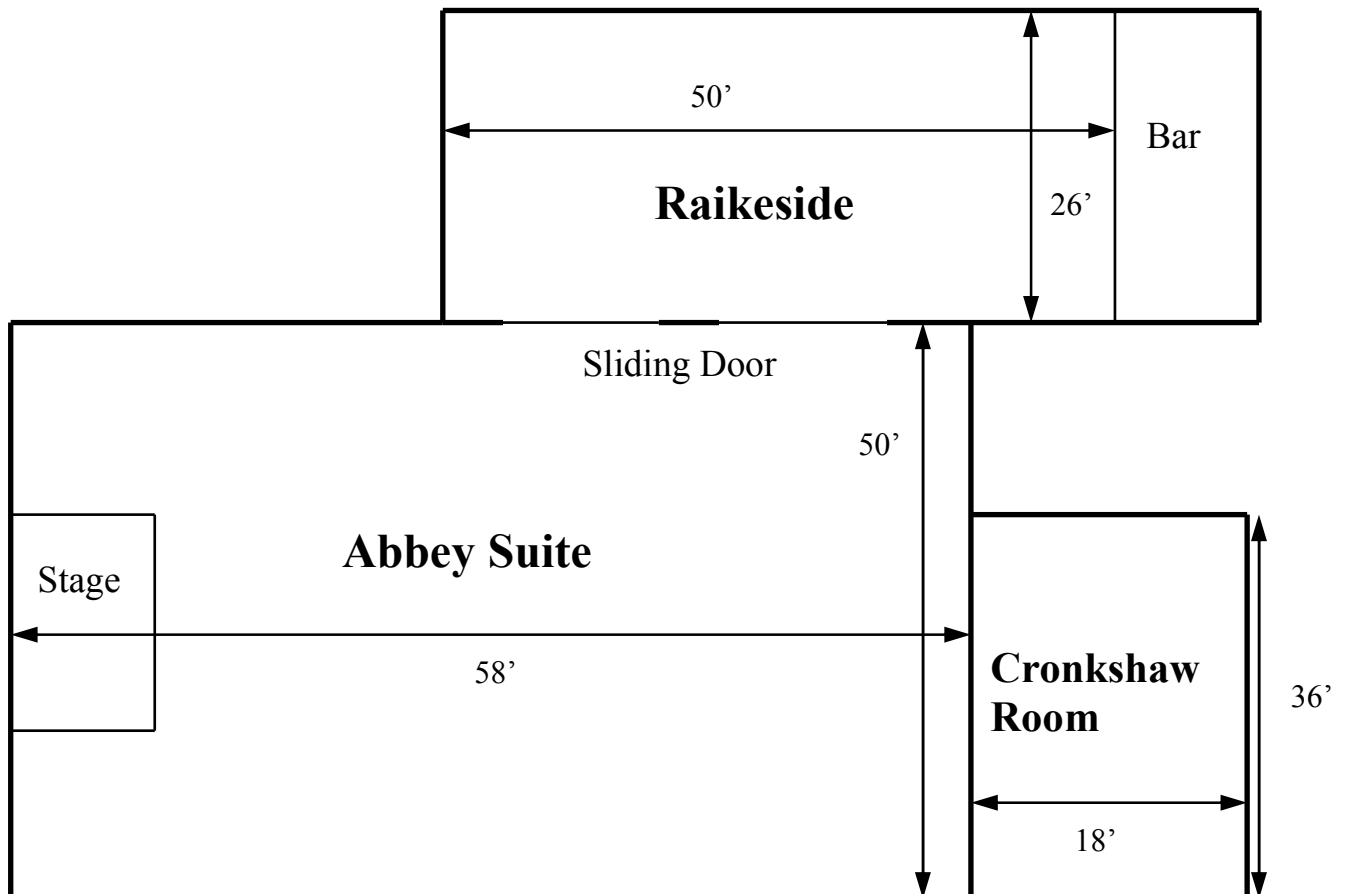 50’
Bar
Raikeside
26’
Sliding Door
50’
Abbey Suite
Stage
58’
Cronkshaw
Room
36’
18’